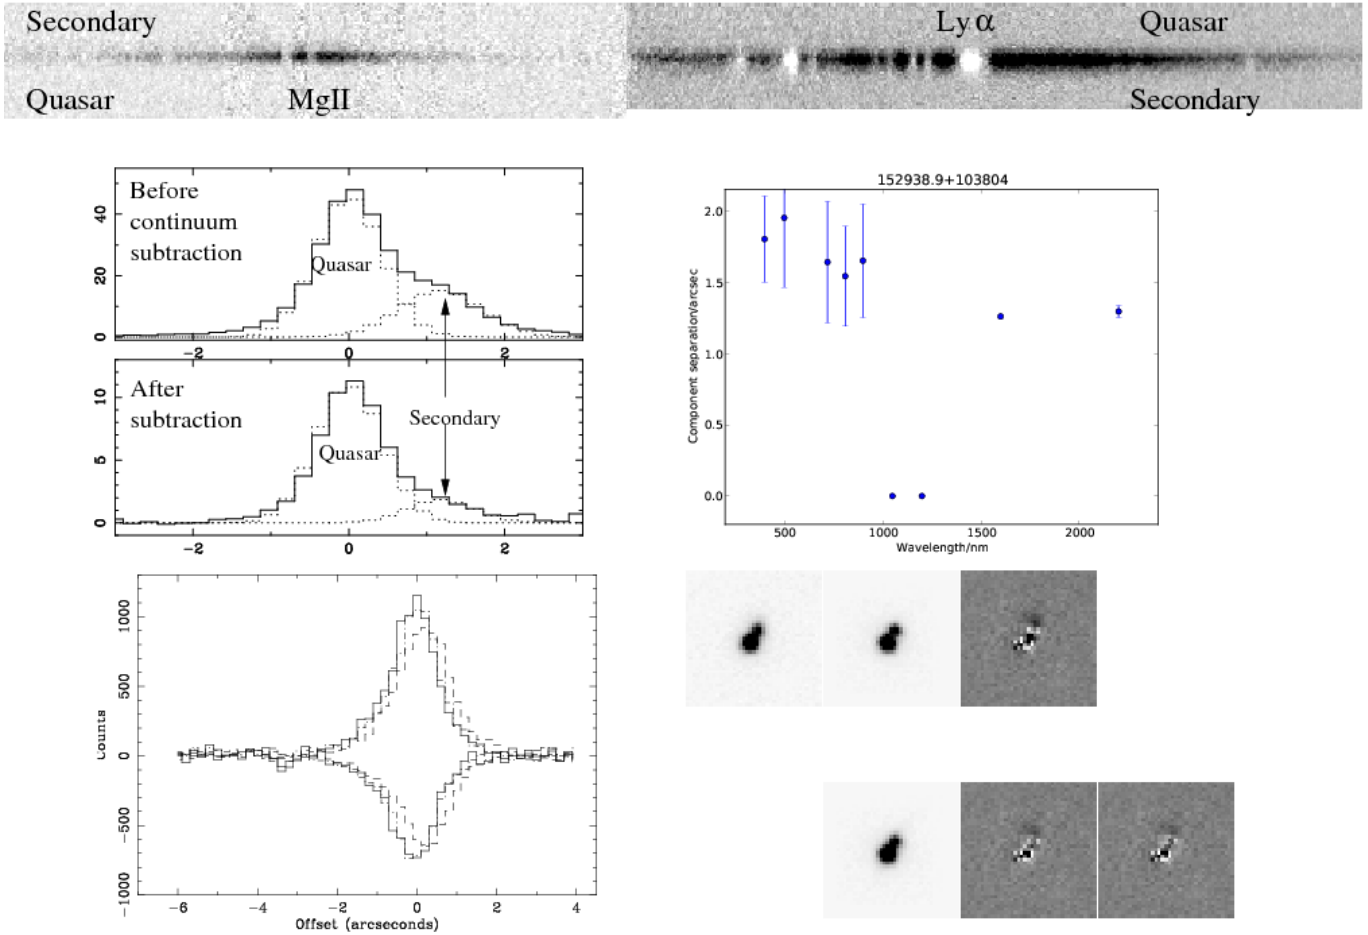 Secondary
Quasar MgII
Ly α Quasar
Secondary
Before
continuum
subtraction
Quasar
40
20
0
-2 0 2
After
subtraction
Secondary
Quasar
10
5
0
-2 0 2
152938.9+103804
Component separation/arcsec
2.0
1.5
1.0
0.5
0.0
500 1000 1500 2000
Wavelength/nm
Counts
1000
500
0
-500
-1000
-6 -4 -2 0 2 4
Offset (arcseconds)